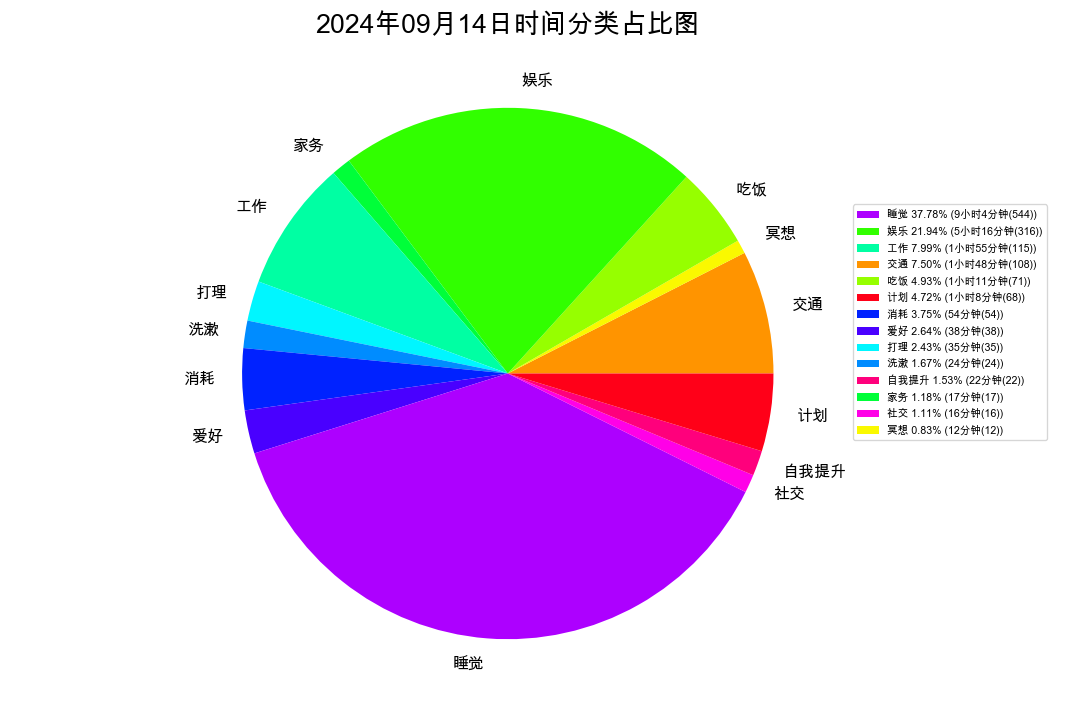 2024年09月14日时间分类占比图
娱乐
家务
吃饭
工作
冥想
交通
打理
洗漱
消耗
爱好
计划
自我提升
社交
睡觉
睡觉 37.78% (9小时4分钟(544))
娱乐 21.94% (5小时16分钟(316))
工作 7.99% (1小时55分钟(115))
交通 7.50% (1小时48分钟(108))
吃饭 4.93% (1小时11分钟(71))
计划 4.72% (1小时8分钟(68))
消耗 3.75% (54分钟(54))
爱好 2.64% (38分钟(38))
打理 2.43% (35分钟(35))
洗漱 1.67% (24分钟(24))
自我提升 1.53% (22分钟(22))
家务 1.18% (17分钟(17))
社交 1.11% (16分钟(16))
冥想 0.83% (12分钟(12))